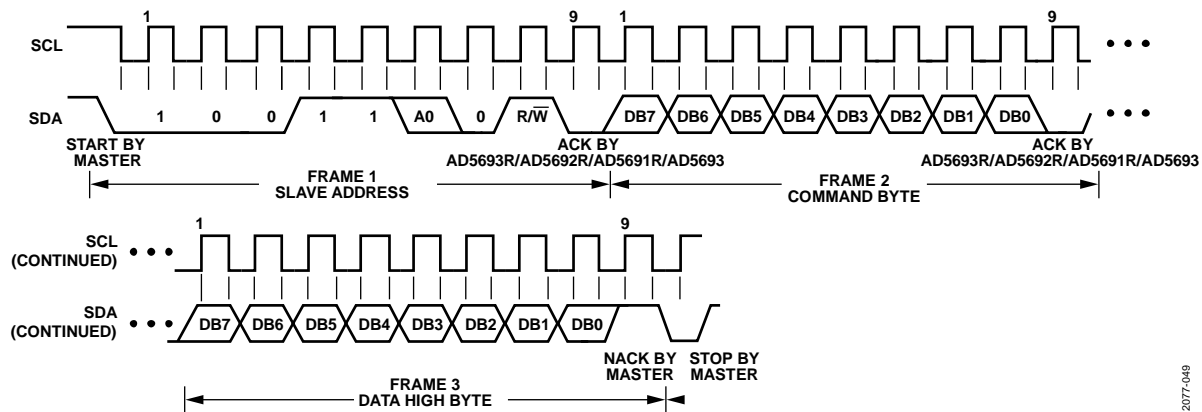 1 9 1 9
SCL
SDA 1 0 0 1 1 A0 0 R/W̅ DB7 DB6 DB5 DB4 DB3 DB2 DB1 DB0
START BY MASTER
ACK BY AD5693R/AD5692R/AD5691R/AD5693
ACK BY AD5693R/AD5692R/AD5691R/AD5693
FRAME 1
SLAVE ADDRESS
FRAME 2
COMMAND BYTE
1 9
SCL
(CONTINUED)
SDA
(CONTINUED)
DB7 DB6 DB5 DB4 DB3 DB2 DB1 DB0
NACK BY MASTER
STOP BY MASTER
FRAME 3
DATA HIGH BYTE
2077-049